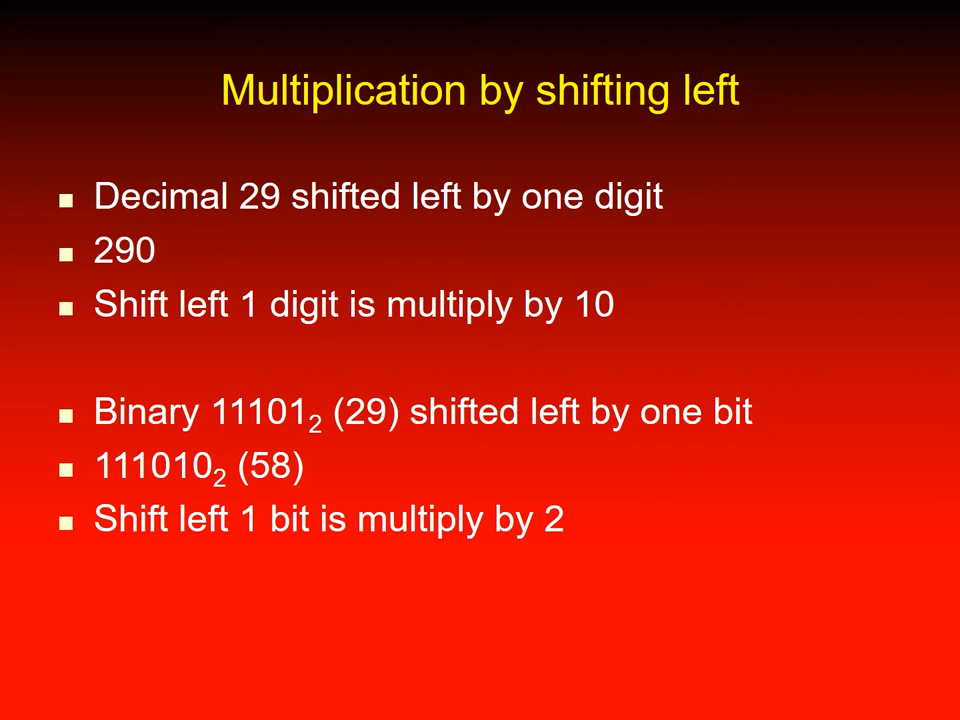 Multiplication by shifting left
Decimal 29 shifted left by one digit
290
Shift left 1 digit is multiply by 10
Binary 11101₂ (29) shifted left by one bit
111010₂ (58)
Shift left 1 bit is multiply by 2